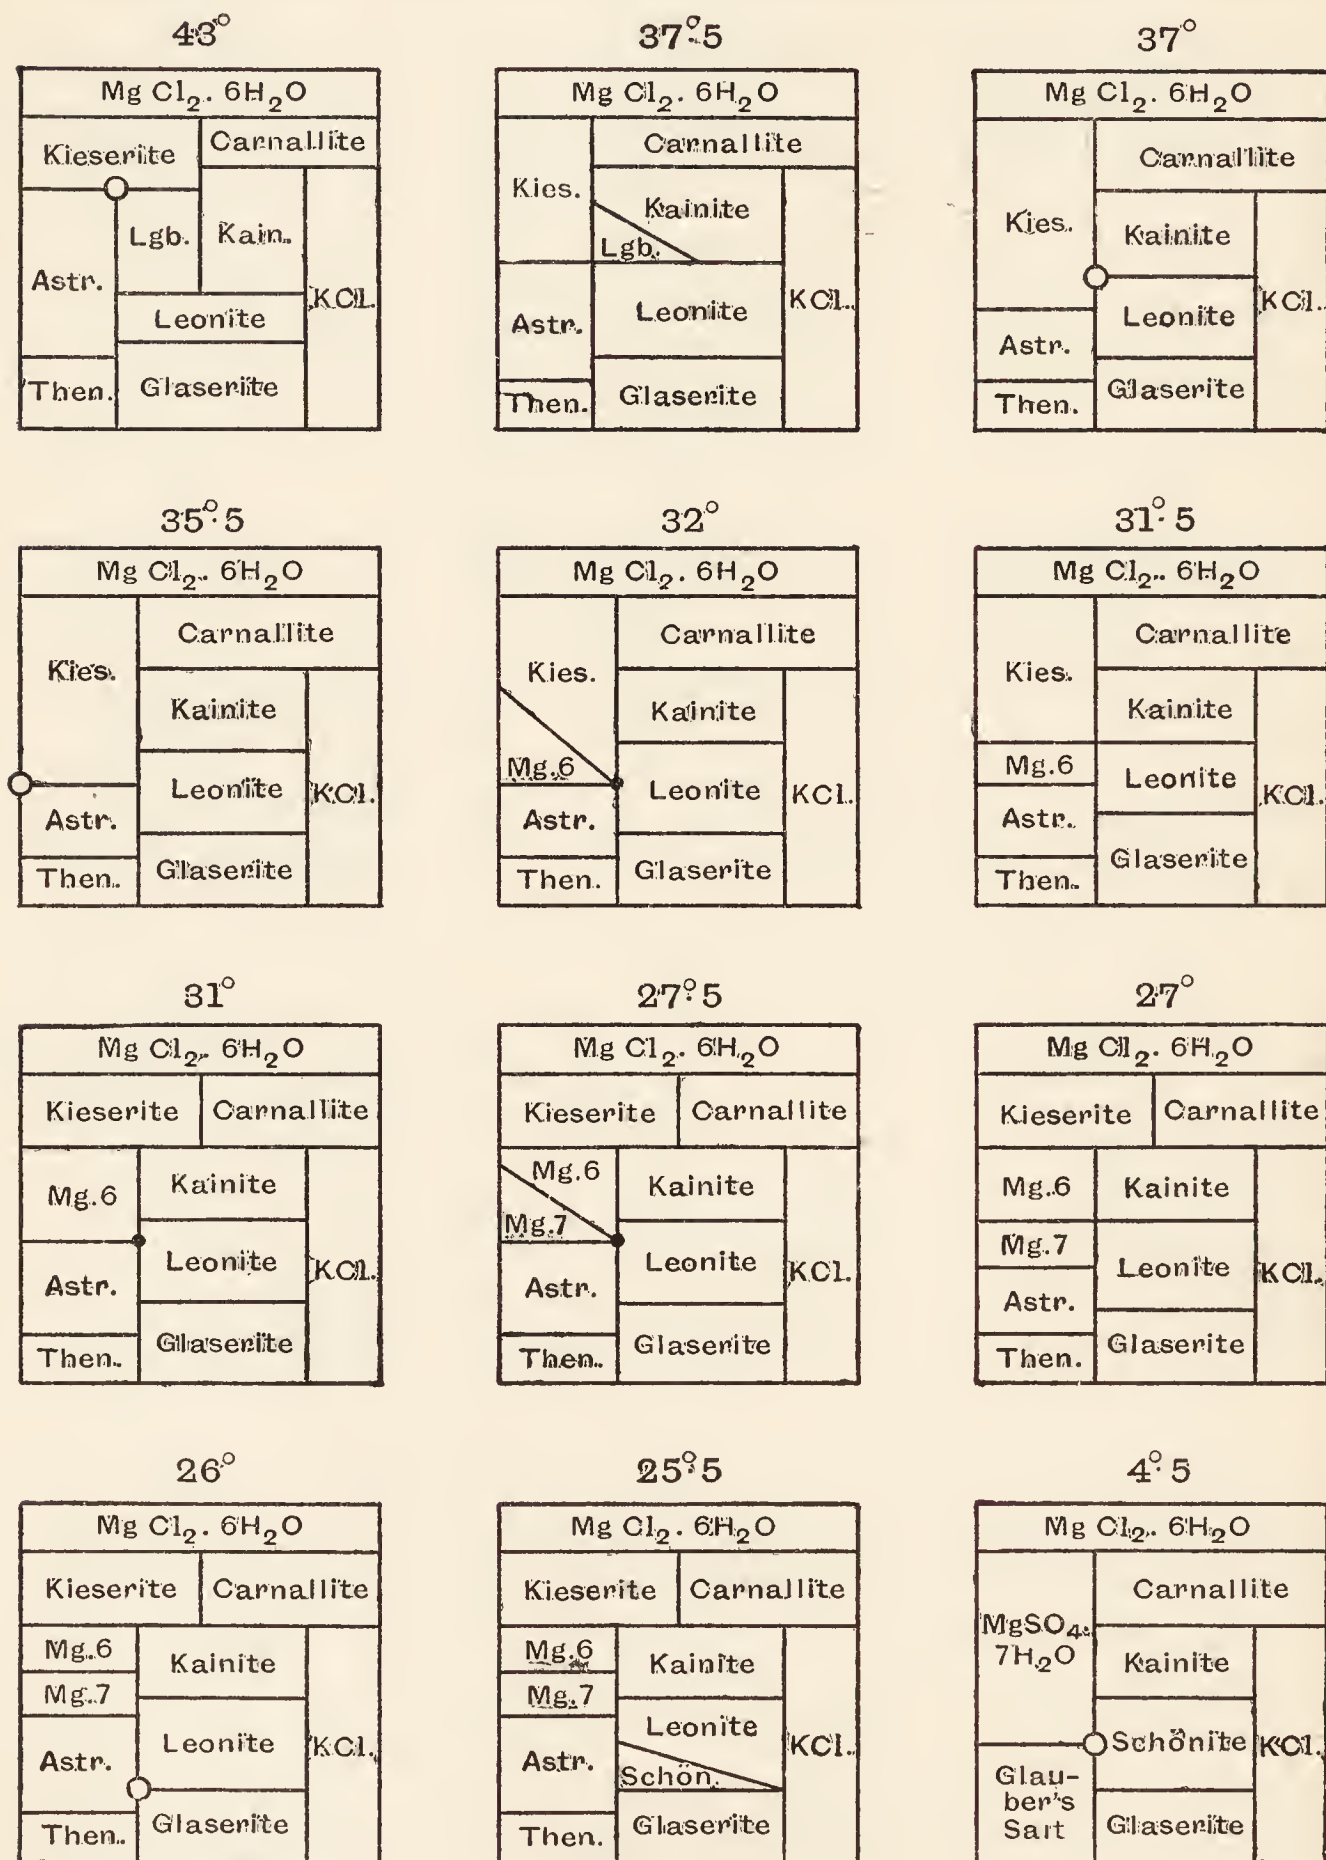 43°
Mg Cl2. 6H2O
Kieserite
Carnallite
Lgb.
Kain.
Astr.
KCl.
Leonite
Then.
Glaserite
37°.5
Mg Cl2. 6H2O
Carnallite
Kies.
Kainite
Lgb.
Astr.
Leonite
KCl.
Then.
Glaserite
37°
Mg Cl2. 6H2O
Carnallite
Kies.
Kainite
Leonite
KCl.
Astr.
Then.
Glaserite
35°.5
Mg Cl2. 6H2O
Carnallite
Kies.
Kainite
Leonite
KCl.
Astr.
Then.
Glaserite
32°
Mg Cl2. 6H2O
Carnallite
Kies.
Kainite
Mg.6
Leonite
KCl.
Astr.
Then.
Glaserite
31°.5
Mg Cl2. 6H2O
Carnallite
Kies.
Kainite
Mg.6
Leonite
KCl.
Astr.
Glaserite
Then.
31°
Mg Cl2. 6H2O
Kieserite
Carnallite
Mg.6
Kainite
Leonite
KCl.
Astr.
Then.
Glaserite
27°.5
Mg Cl2. 6H2O
Kieserite
Carnallite
Mg.6
Kainite
Mg.7
Leonite
KCl.
Astr.
Then.
Glaserite
27°
Mg Cl2. 6H2O
Kieserite
Carnallite
Mg.6
Kainite
Mg.7
Leonite
KCl.
Astr.
Then.
Glaserite
26°
Mg Cl2. 6H2O
Kieserite
Carnallite
Mg.6
Kainite
Mg.7
Leonite
KCl.
Astr.
Then.
Glaserite
25°.5
Mg Cl2. 6H2O
Kieserite
Carnallite
Mg.6
Kainite
Mg.7
Leonite
KCl.
Astr.
Schön.
Then.
Glaserite
4°.5
Mg Cl2. 6H2O
Carnallite
MgSO4.
7H2O
Kainite
Schönite
KCl.
Glau-
ber's
Salt
Glaserite